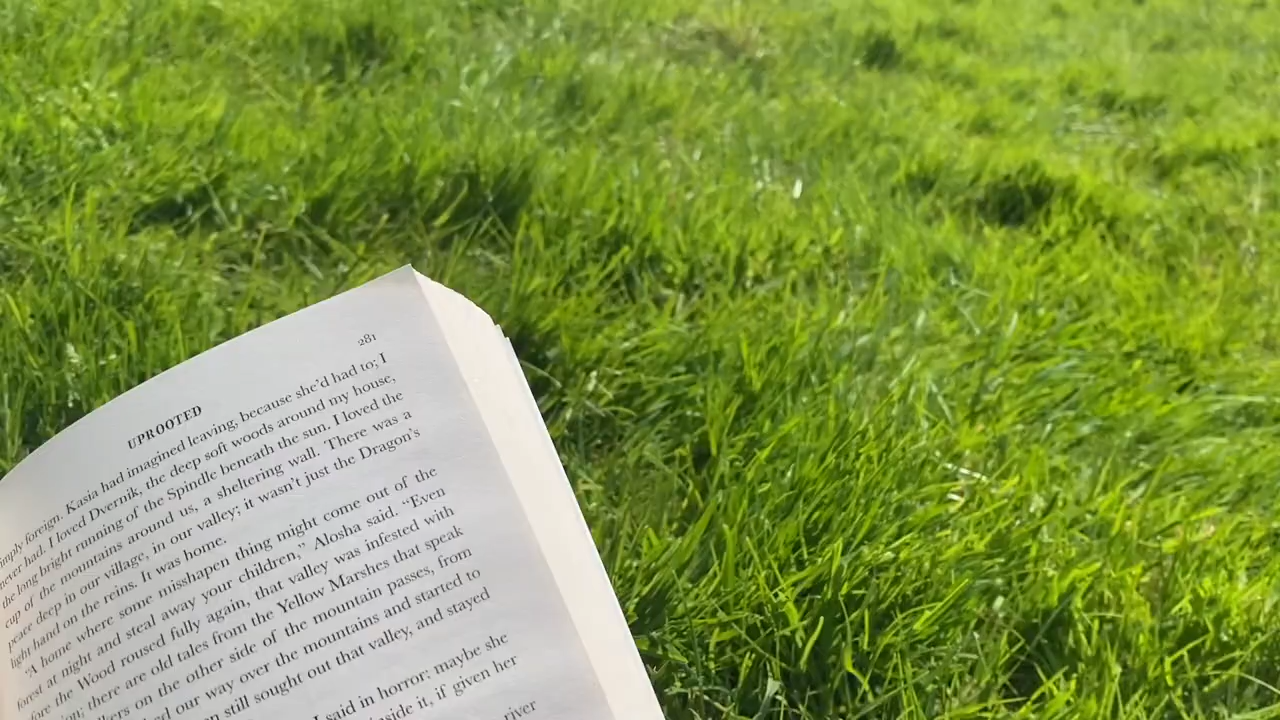 281
UPROOTED
simply foreign. Kasia had imagined leaving, because she'd had to; I
never had. I loved Dvernik, the deep soft woods around my house,
the long bright running of the Spindle beneath the sun. I loved the
cup of the mountains around us, a sheltering wall. There was a
peace deep in our village, in our valley; it wasn't just the Dragon's
light hand on the reins. It was home.
"A home where some misshapen thing might come out of the
forest at night and steal away your children," Alosha said. "Even
fore the Wood roused fully again, that valley was infested with
ion; there are old tales from the Yellow Marshes that speak
llers on the other side of the mountain passes, from
hed our way over the mountains and started to
n still sought out that valley, and stayed
I said in horror; maybe she
inside it, if given her
river